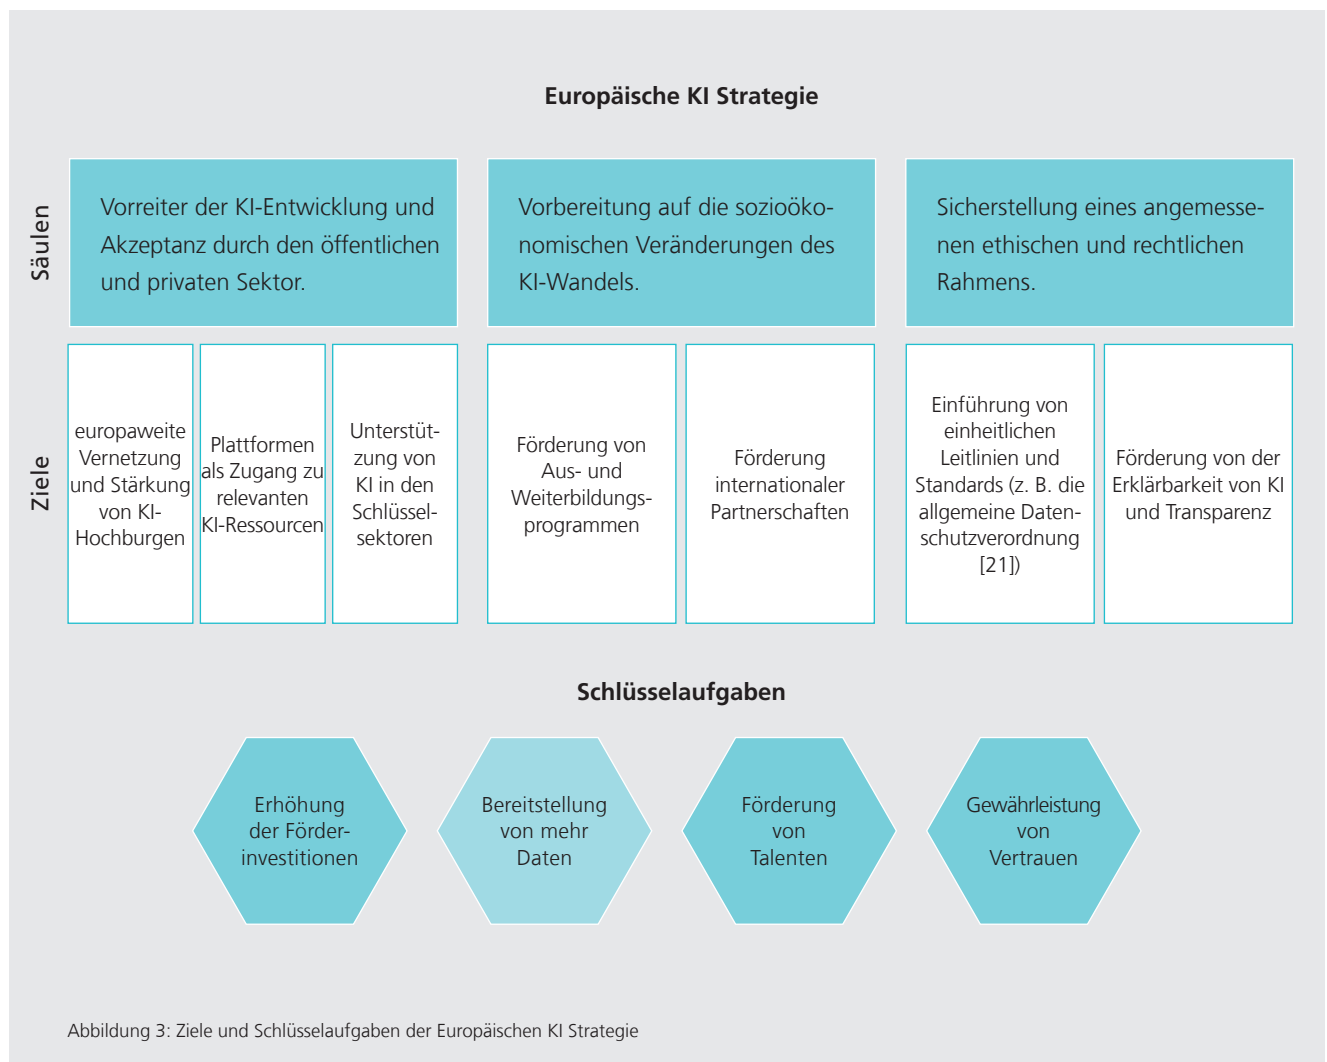 Europäische KI Strategie
Säulen
Vorreiter der KI-Entwicklung und
Akzeptanz durch den öffentlichen
und privaten Sektor.
Vorbereitung auf die sozioöko-
nomischen Veränderungen des
KI-Wandels.
Sicherstellung eines angemesse-
nen ethischen und rechtlichen
Rahmens.
Ziele
europaweite
Vernetzung
und Stärkung
von KI-
Hochburgen
Plattformen
als Zugang zu
relevanten
KI-Ressourcen
Unterstüt-
zung von
KI in den
Schlüssel-
sektoren
Förderung von
Aus- und
Weiterbildungs-
programmen
Förderung
internationaler
Partnerschaften
Einführung von
einheitlichen
Leitlinien und
Standards (z. B. die
allgemeine Daten-
schutzverordnung
[21])
Förderung von der
Erklärbarkeit von KI
und Transparenz
Schlüsselaufgaben
Erhöhung
der Förder-
investitionen
Bereitstellung
von mehr
Daten
Förderung
von
Talenten
Gewährleistung
von
Vertrauen
Abbildung 3: Ziele und Schlüsselaufgaben der Europäischen KI Strategie